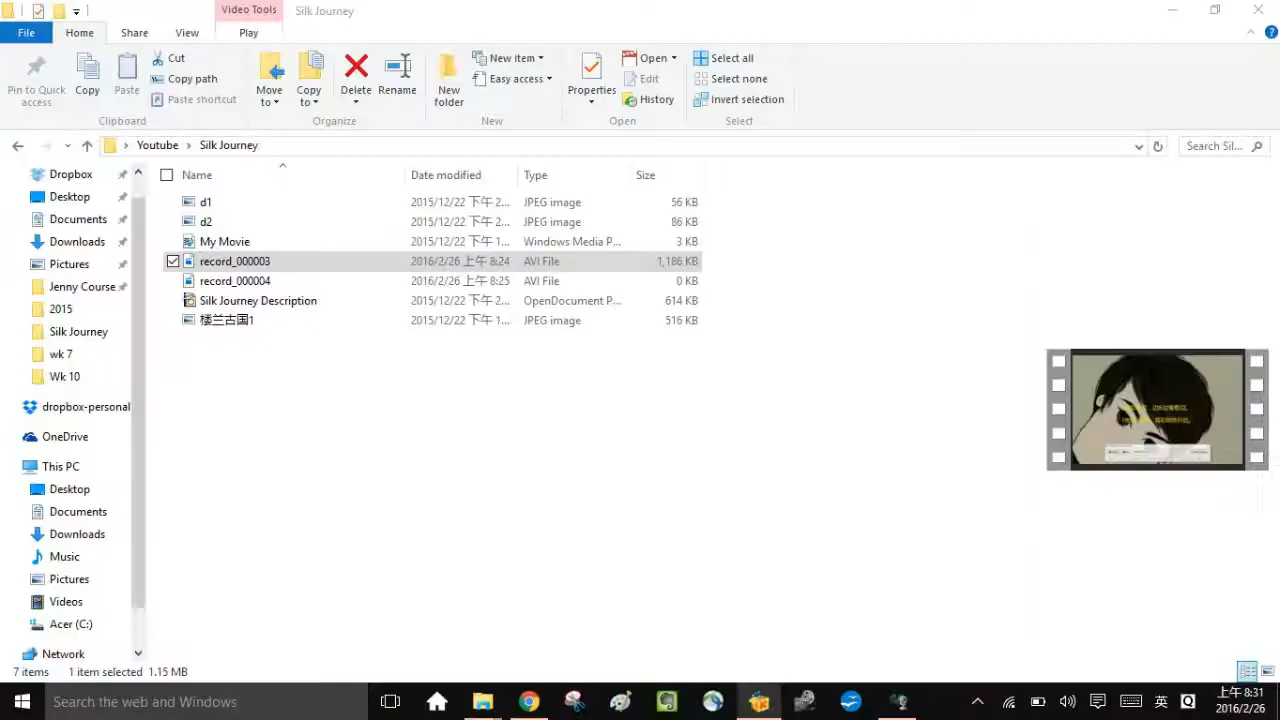 Video Tools
Silk Journey
File
Home
Share
View
Play
Pin to Quick access
Copy
Paste
Cut
Copy path
Paste shortcut
Clipboard
Move to
Copy to
Delete
Rename
Organize
New folder
New item
Easy access
New
Properties
Open
Edit
History
Open
Select all
Select none
Invert selection
Select
Youtube
Silk Journey
Search Sil...
Dropbox
Desktop
Documents
Downloads
Pictures
Jenny Course
2015
Silk Journey
wk 7
Wk 10
dropbox-personal
OneDrive
This PC
Desktop
Documents
Downloads
Music
Pictures
Videos
Acer (C:)
Network
Name Date modified Type Size
d1 2015/12/22 下午 2... JPEG image 56 KB
d2 2015/12/22 下午 2... JPEG image 86 KB
My Movie 2015/12/22 下午 1... Windows Media P... 3 KB
record_000003 2016/2/26 上午 8:24 AVI File 1,186 KB
record_000004 2016/2/26 上午 8:25 AVI File 0 KB
Silk Journey Description 2015/12/22 下午 2... OpenDocument P... 614 KB
楼兰古国1 2015/12/22 下午 1... JPEG image 516 KB
7 items 1 item selected 1.15 MB
Search the web and Windows
英
Q
上午 8:31
2016/2/26